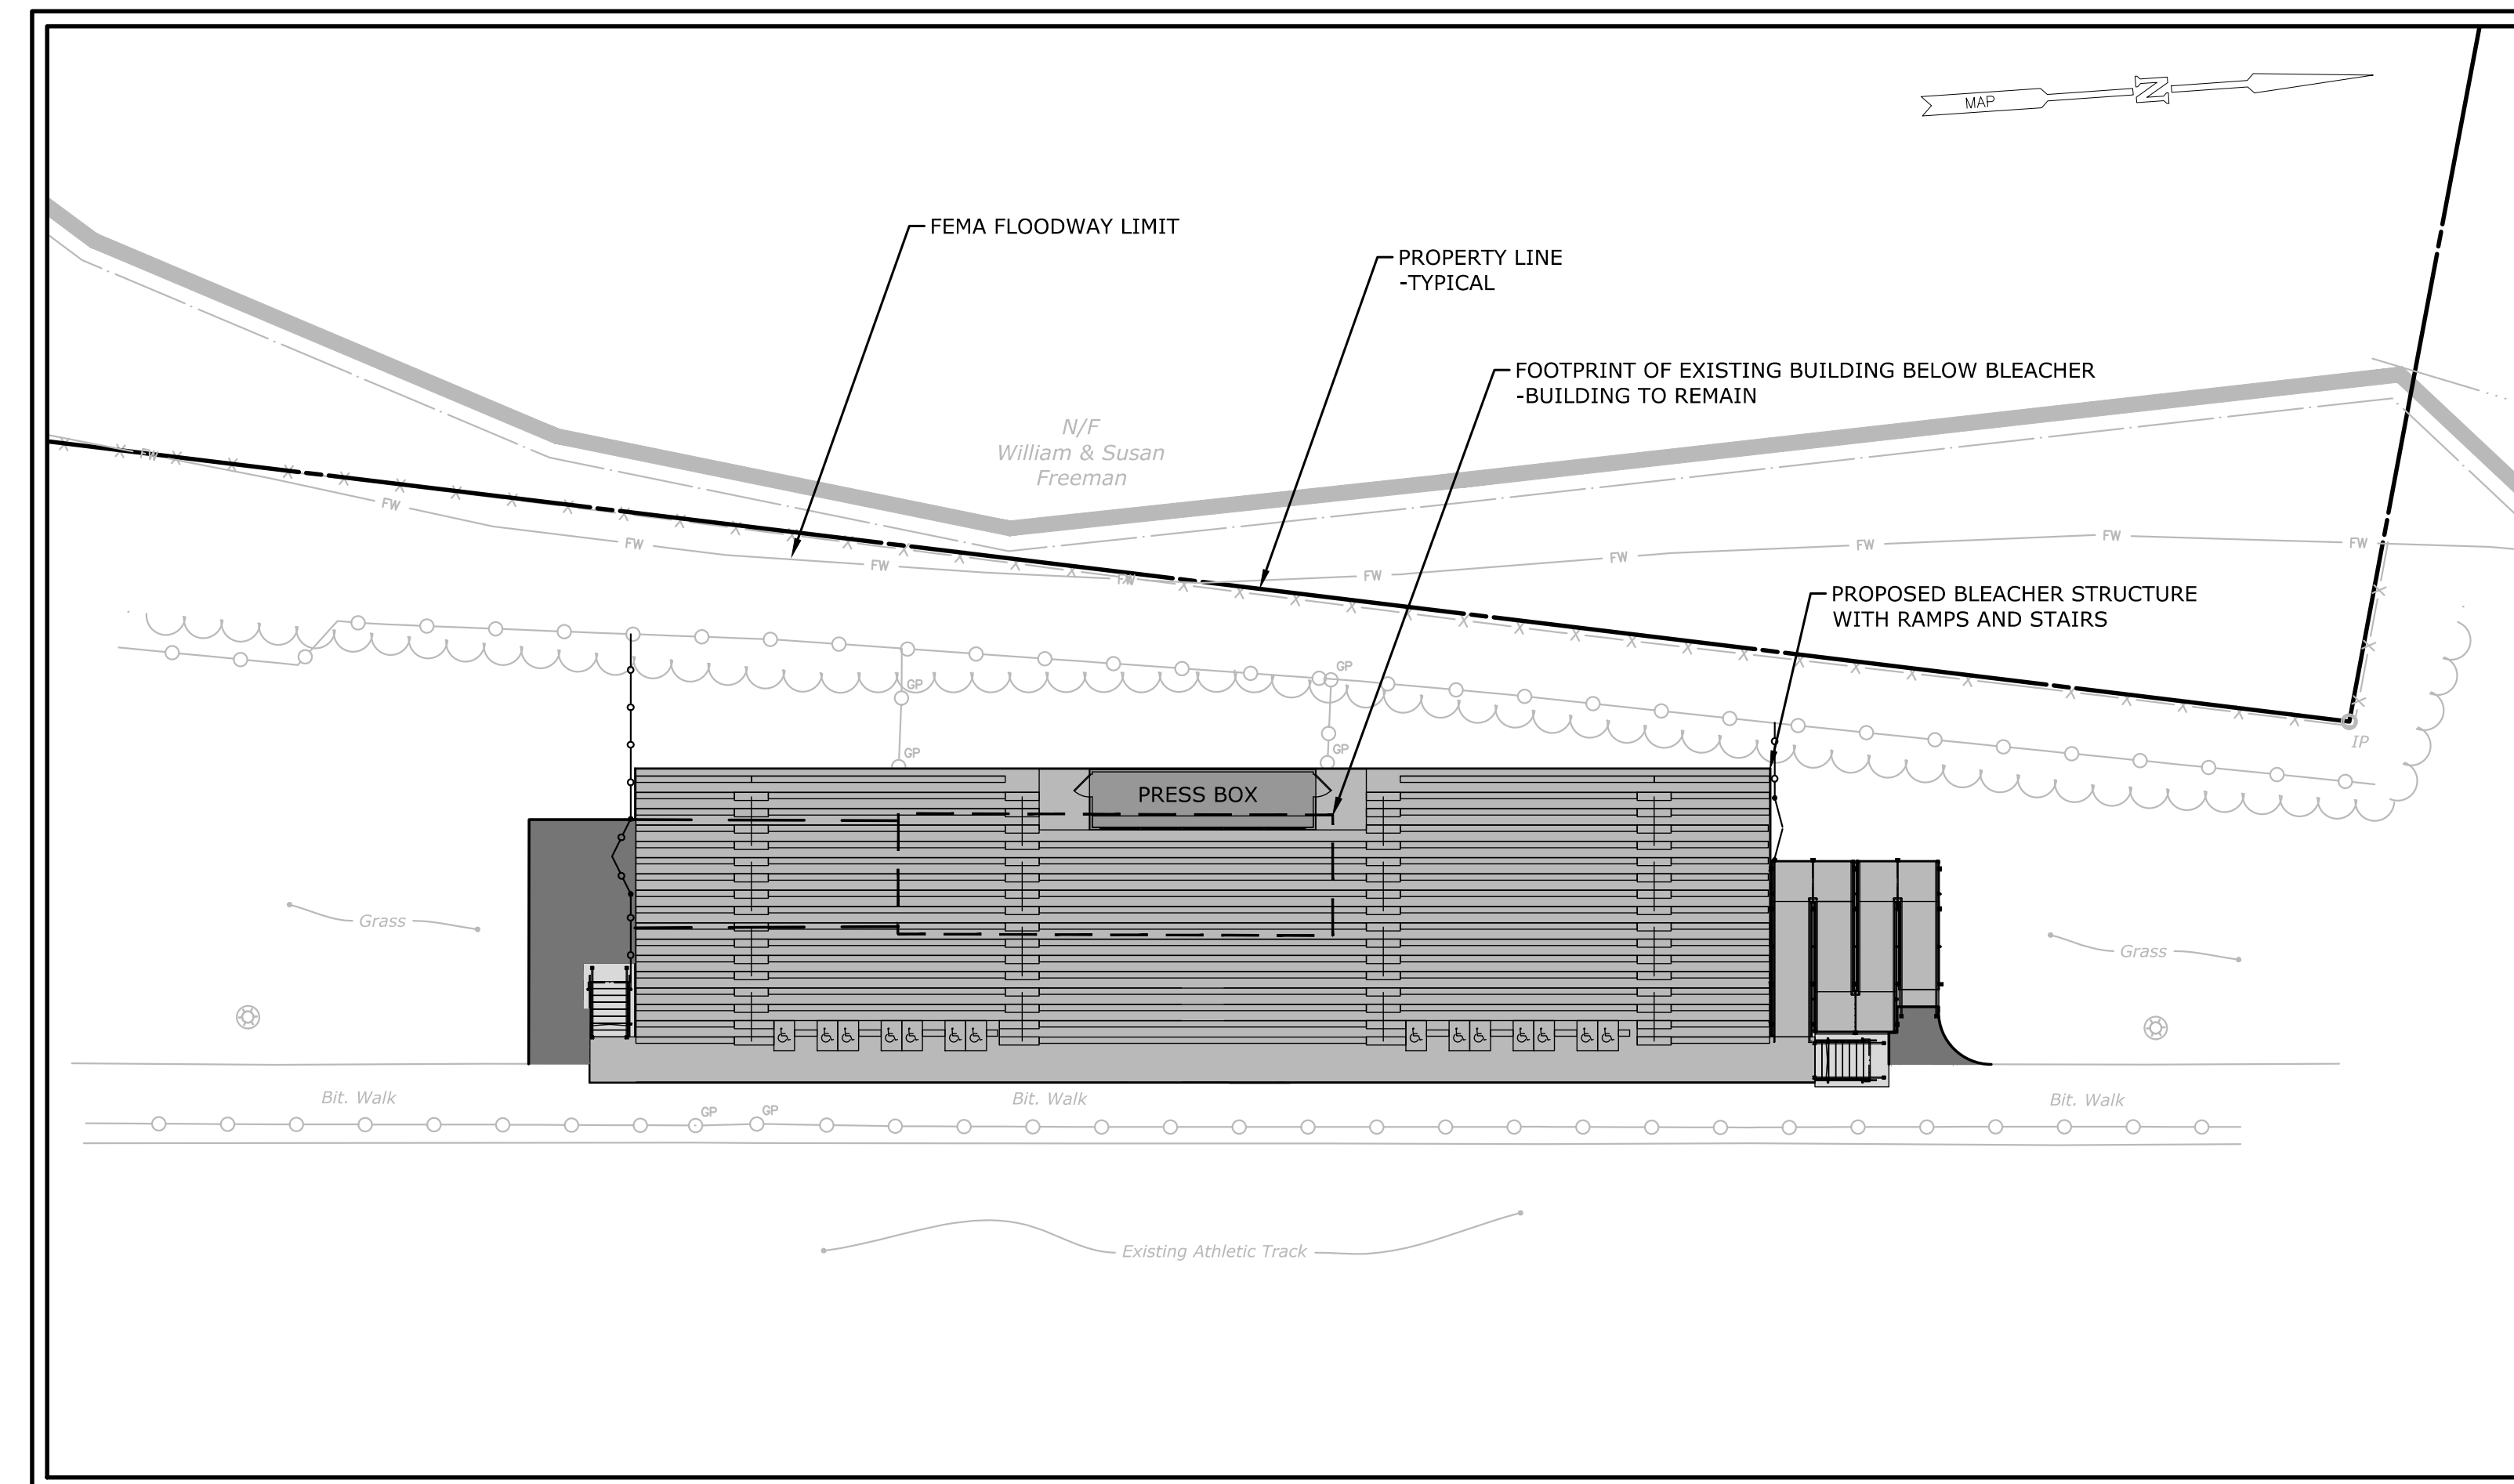 MAP N
FEMA FLOODWAY LIMIT
PROPERTY LINE
-TYPICAL
FOOTPRINT OF EXISTING BUILDING BELOW BLEACHER
-BUILDING TO REMAIN
N/F
William & Susan
Freeman
FW
FW
FW
FW
FW
FW
FW
FW
FW
FW
PROPOSED BLEACHER STRUCTURE
WITH RAMPS AND STAIRS
GP
GP
GP
GP
IP
PRESS BOX
Grass
Grass
Bit. Walk
Bit. Walk
Bit. Walk
GP
GP
Existing Athletic Track